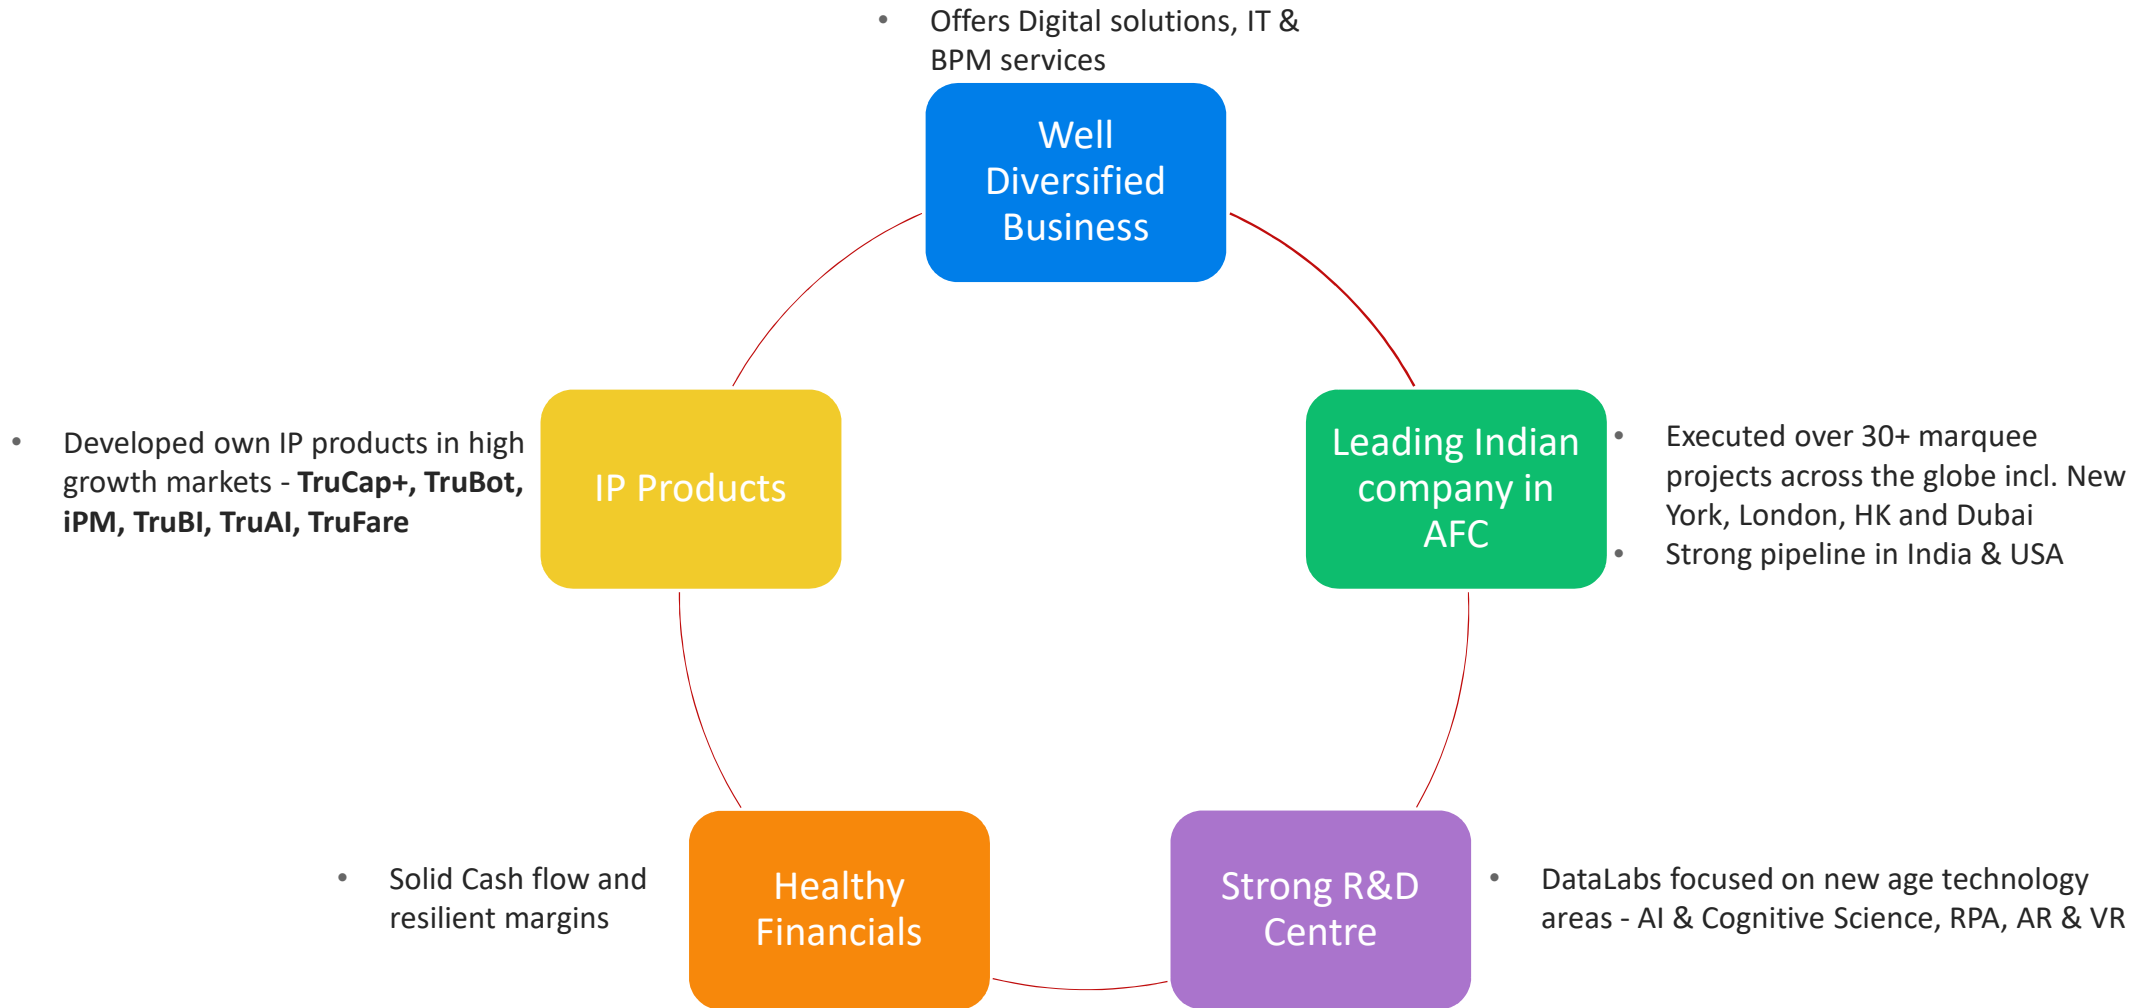 • Offers Digital solutions, IT &
BPM services
Well
Diversified
Business
Leading Indian
company in
AFC
• Executed over 30+ marquee
projects across the globe incl. New
York, London, HK and Dubai
• Strong pipeline in India & USA
Strong R&D
Centre
• DataLabs focused on new age technology
areas - AI & Cognitive Science, RPA, AR & VR
Healthy
Financials
• Solid Cash flow and
resilient margins
IP Products
• Developed own IP products in high
growth markets - TruCap+, TruBot,
iPM, TruBI, TruAI, TruFare